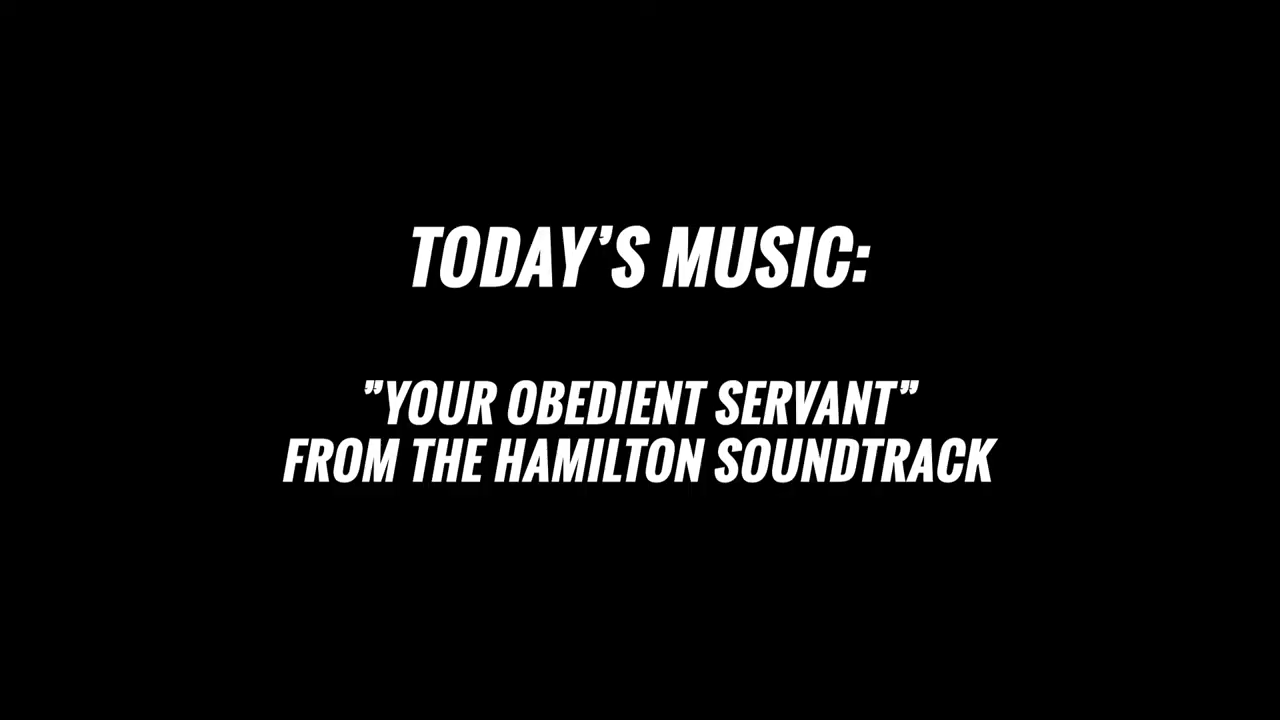 TODAY’S MUSIC:
”YOUR OBEDIENT SERVANT”
FROM THE HAMILTON SOUNDTRACK